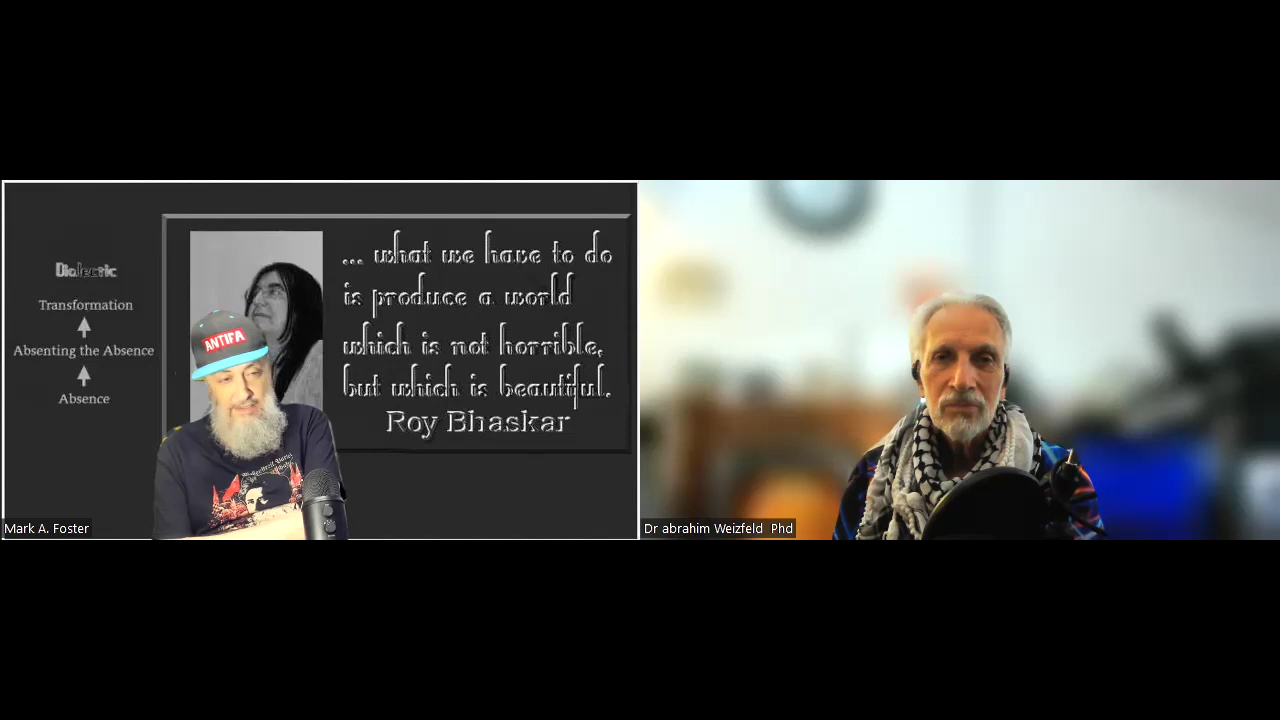 Dialectic
Transformation
Absenting the Absence
Absence
... what we have to do
is produce a world
which is not horrible,
but which is beautiful.
Roy Bhaskar
ANTIFA
Mark A. Foster
Dr abrahim Weizfeld Phd